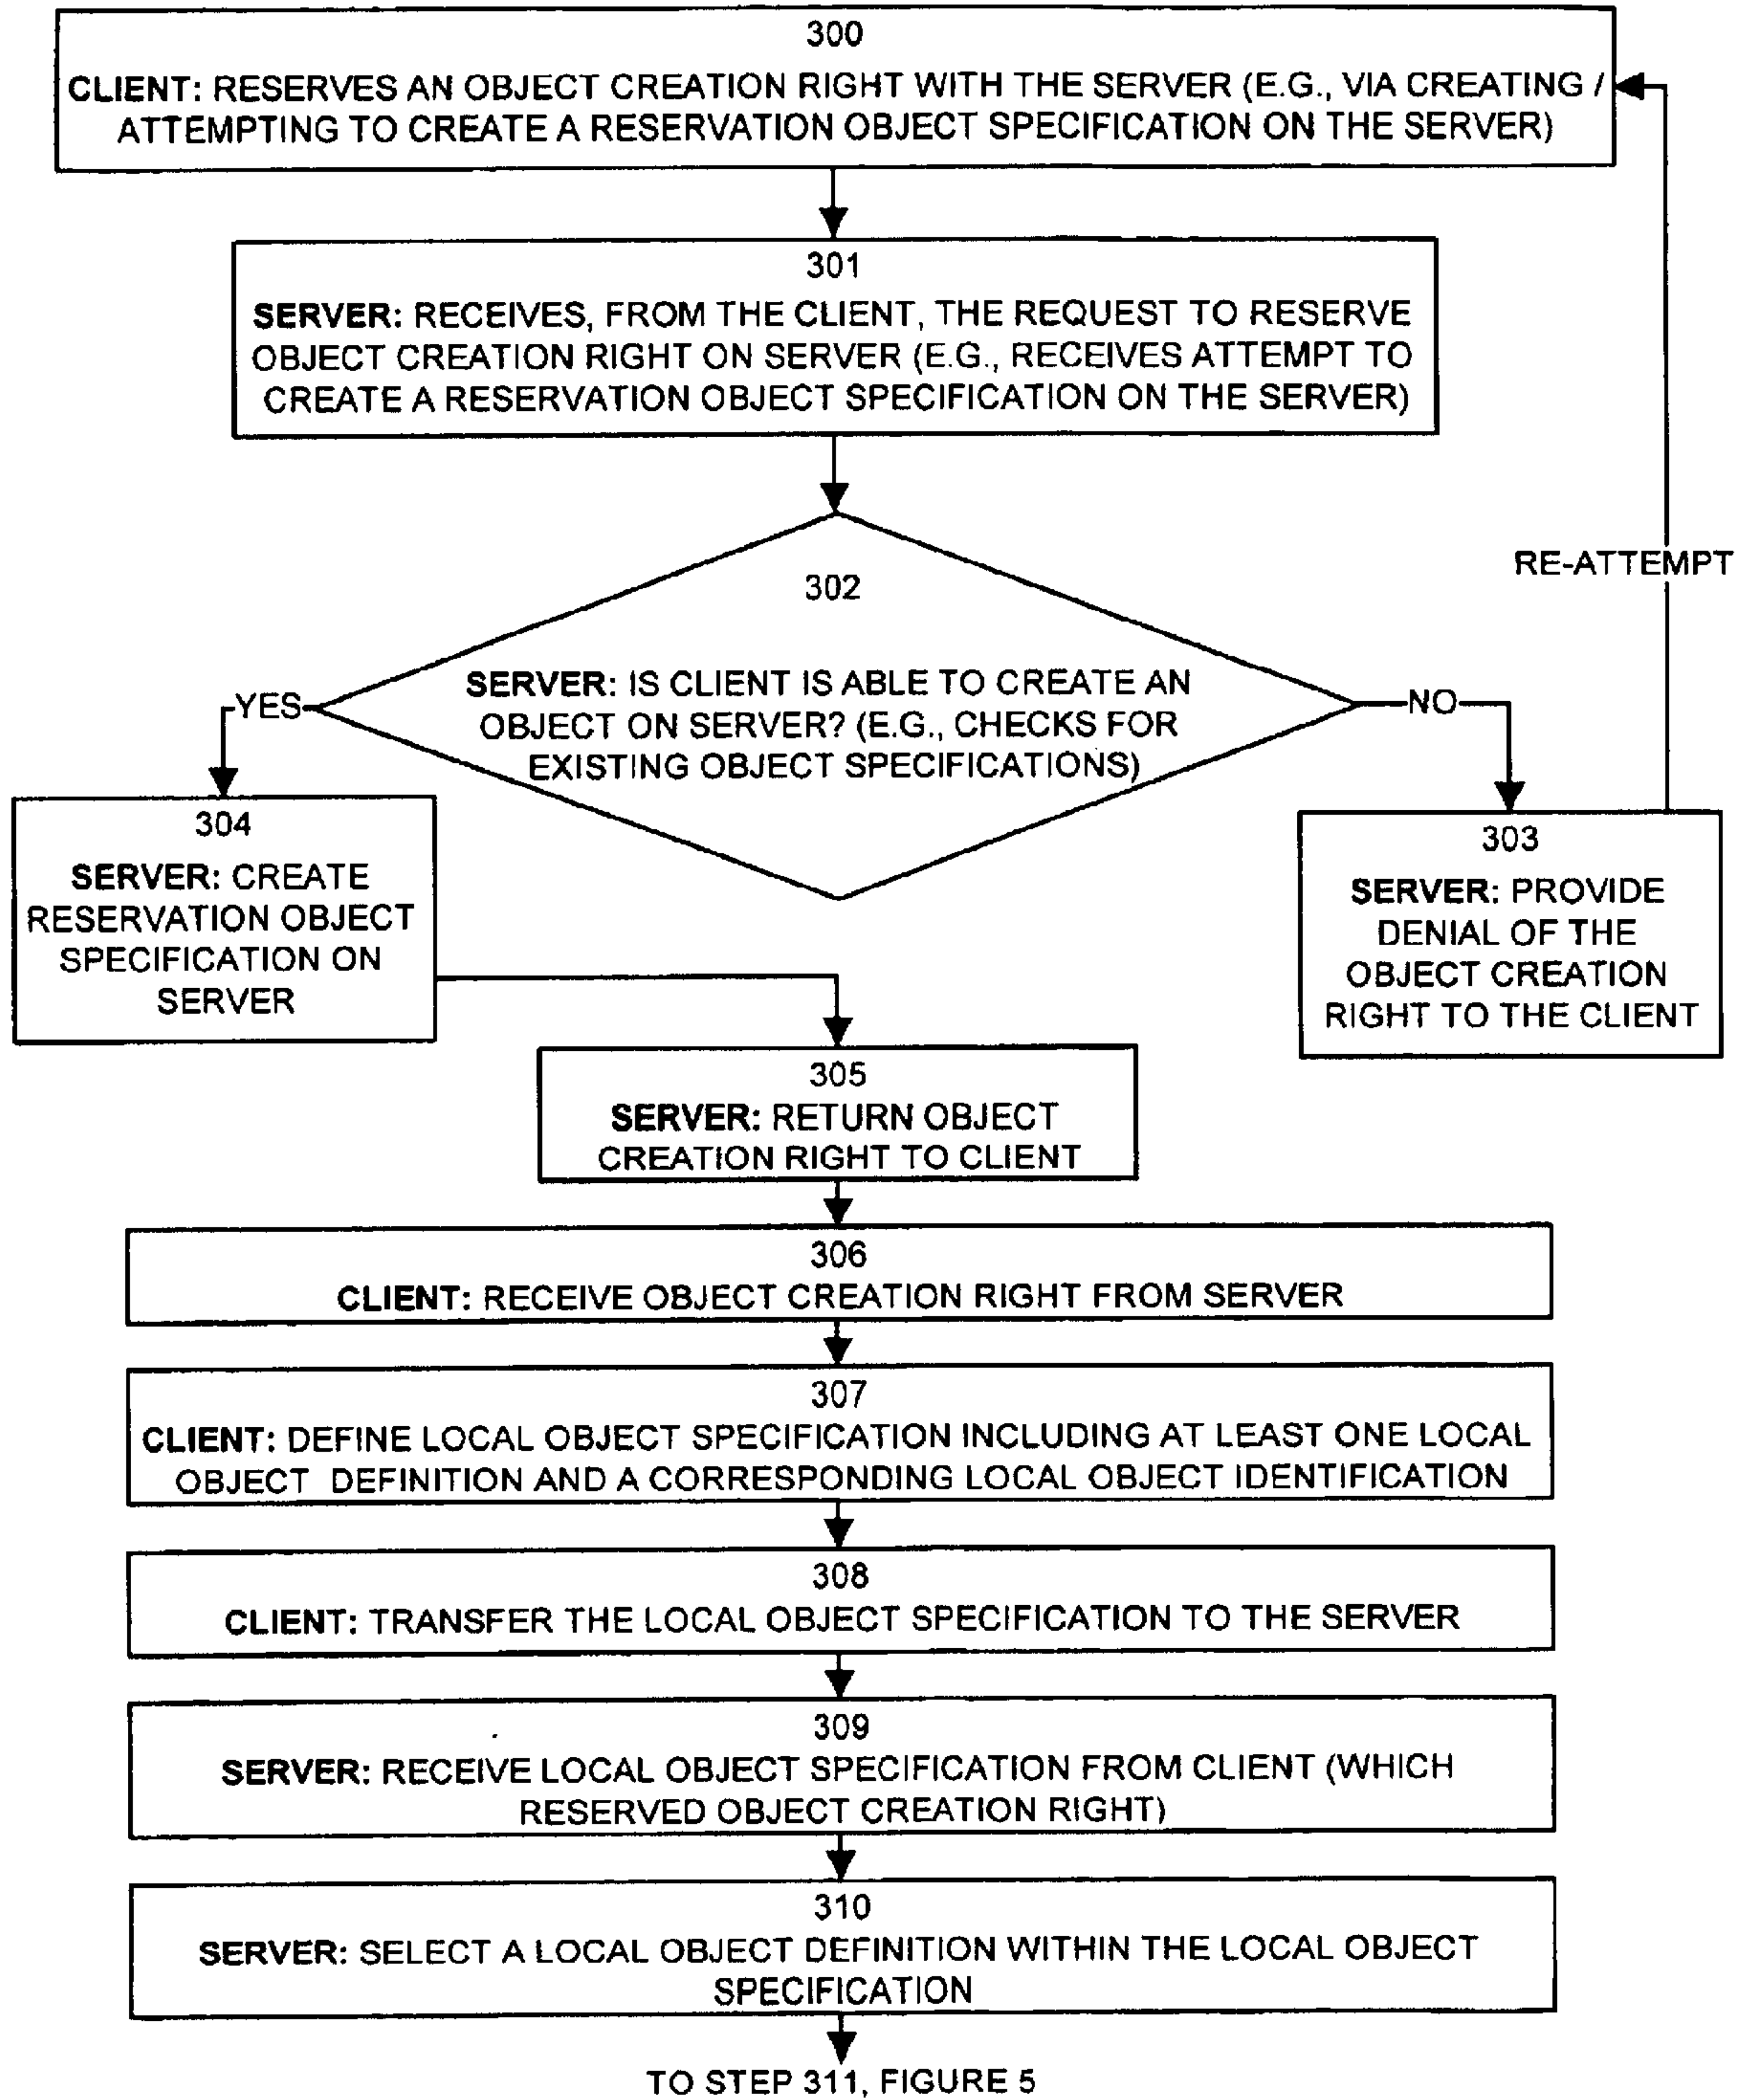 300
CLIENT: RESERVES AN OBJECT CREATION RIGHT WITH THE SERVER (E.G., VIA CREATING /
ATTEMPTING TO CREATE A RESERVATION OBJECT SPECIFICATION ON THE SERVER)
301
SERVER: RECEIVES, FROM THE CLIENT, THE REQUEST TO RESERVE
OBJECT CREATION RIGHT ON SERVER (E.G., RECEIVES ATTEMPT TO
CREATE A RESERVATION OBJECT SPECIFICATION ON THE SERVER)
RE-ATTEMPT
302
SERVER: IS CLIENT IS ABLE TO CREATE AN
OBJECT ON SERVER? (E.G., CHECKS FOR
EXISTING OBJECT SPECIFICATIONS)
YES
NO
304
SERVER: CREATE
RESERVATION OBJECT
SPECIFICATION ON
SERVER
303
SERVER: PROVIDE
DENIAL OF THE
OBJECT CREATION
RIGHT TO THE CLIENT
305
SERVER: RETURN OBJECT
CREATION RIGHT TO CLIENT
306
CLIENT: RECEIVE OBJECT CREATION RIGHT FROM SERVER
307
CLIENT: DEFINE LOCAL OBJECT SPECIFICATION INCLUDING AT LEAST ONE LOCAL
OBJECT DEFINITION AND A CORRESPONDING LOCAL OBJECT IDENTIFICATION
308
CLIENT: TRANSFER THE LOCAL OBJECT SPECIFICATION TO THE SERVER
309
SERVER: RECEIVE LOCAL OBJECT SPECIFICATION FROM CLIENT (WHICH
RESERVED OBJECT CREATION RIGHT)
310
SERVER: SELECT A LOCAL OBJECT DEFINITION WITHIN THE LOCAL OBJECT
SPECIFICATION
TO STEP 311, FIGURE 5